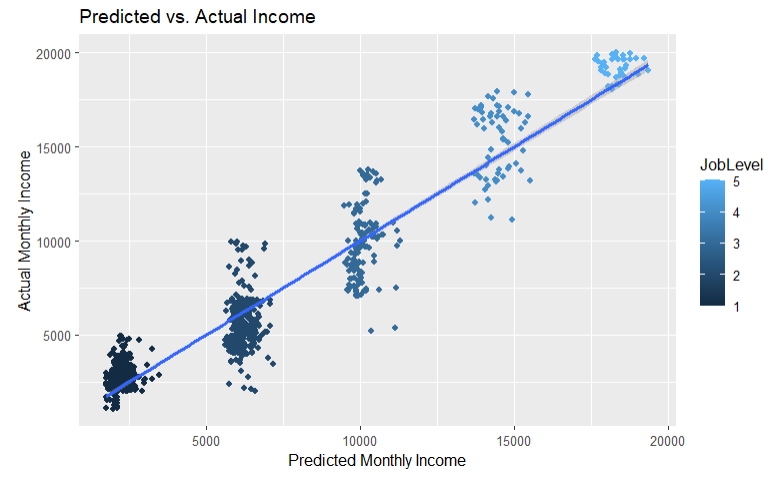 Predicted vs. Actual Income
20000
15000
10000
5000
Actual Monthly Income
5000 10000 15000 20000
Predicted Monthly Income
JobLevel
5
4
3
2
1